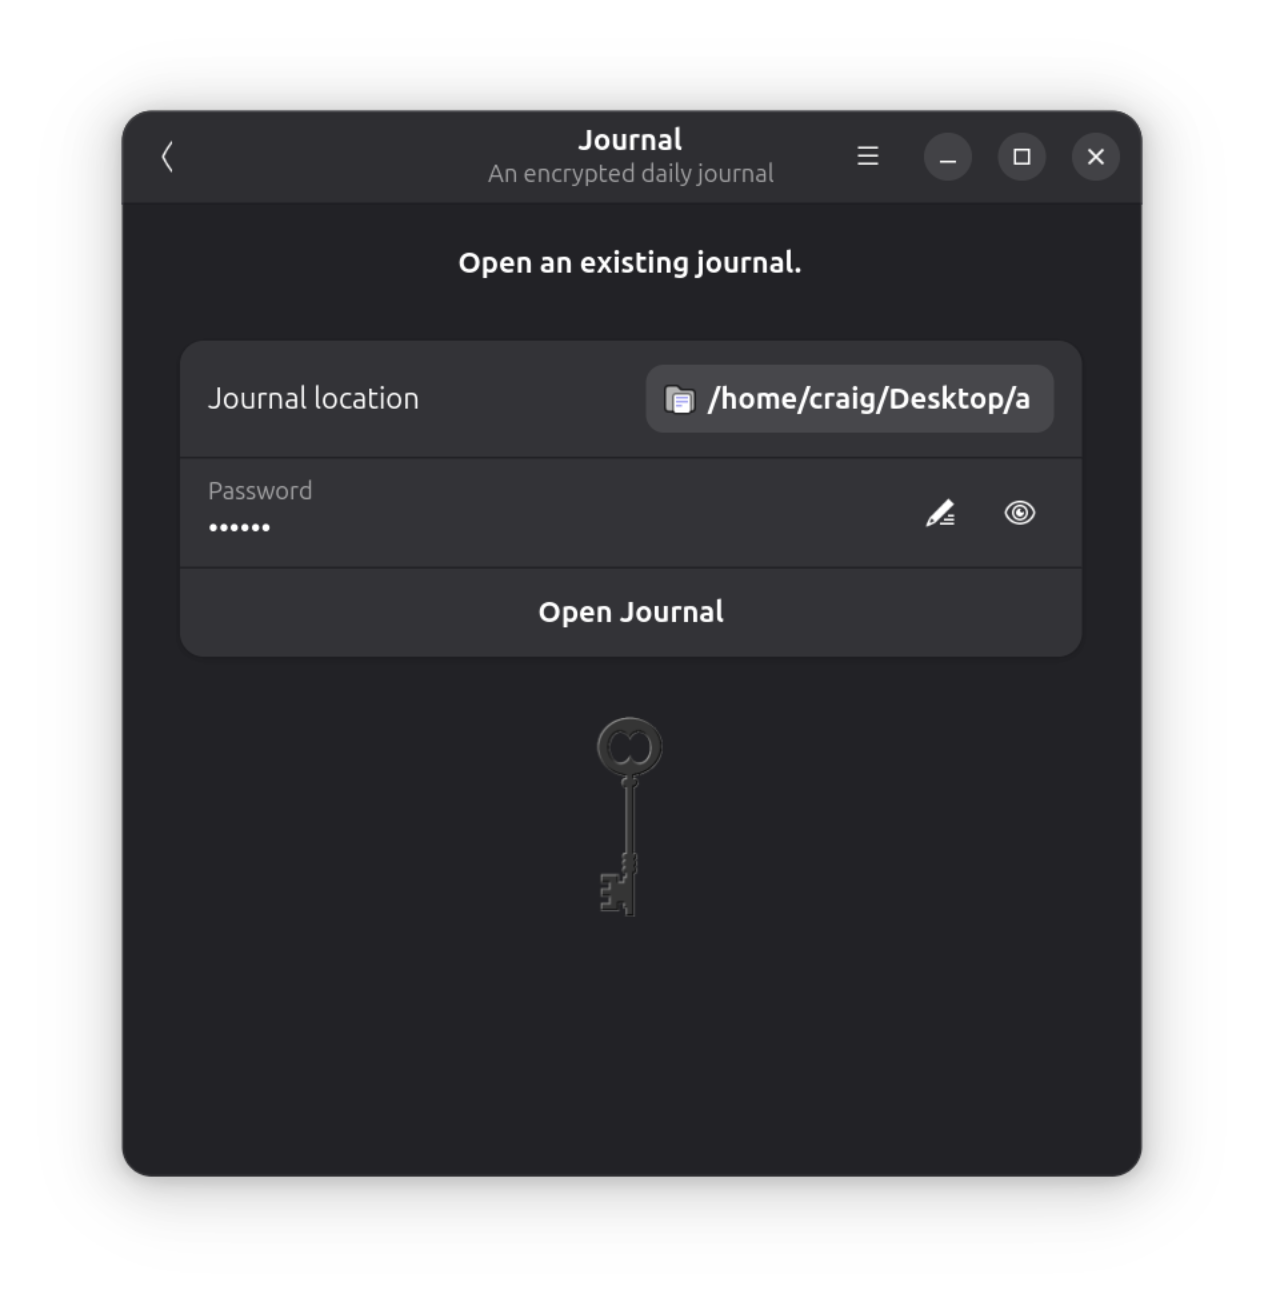 Journal
An encrypted daily journal
Open an existing journal.
Journal location
/home/craig/Desktop/a
Password
••••••
Open Journal